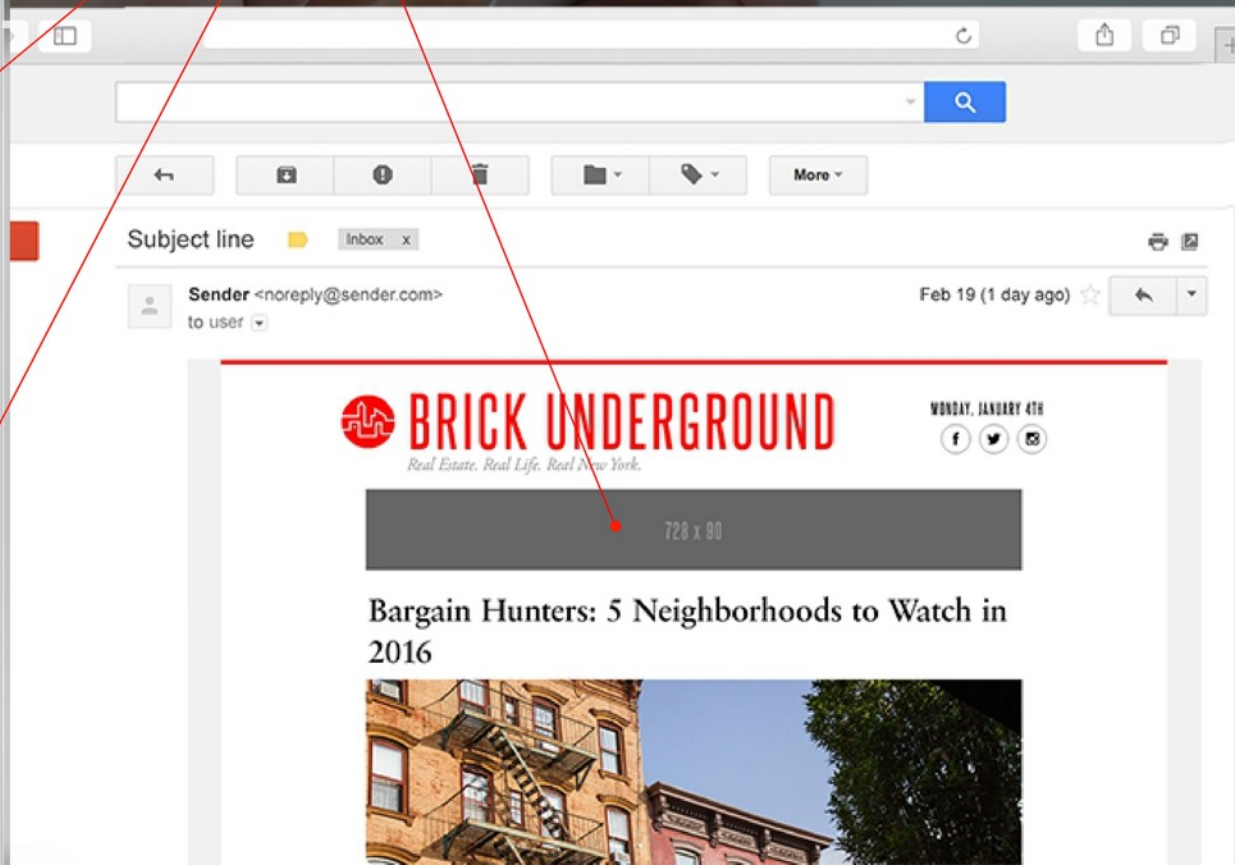 More
Subject line
Inbox x
Sender <noreply@sender.com>
Feb 19 (1 day ago)
to user
BRICK UNDERGROUND
Real Estate. Real Life. Real New York.
MONDAY, JANUARY 4TH
728 x 90
Bargain Hunters: 5 Neighborhoods to Watch in
2016